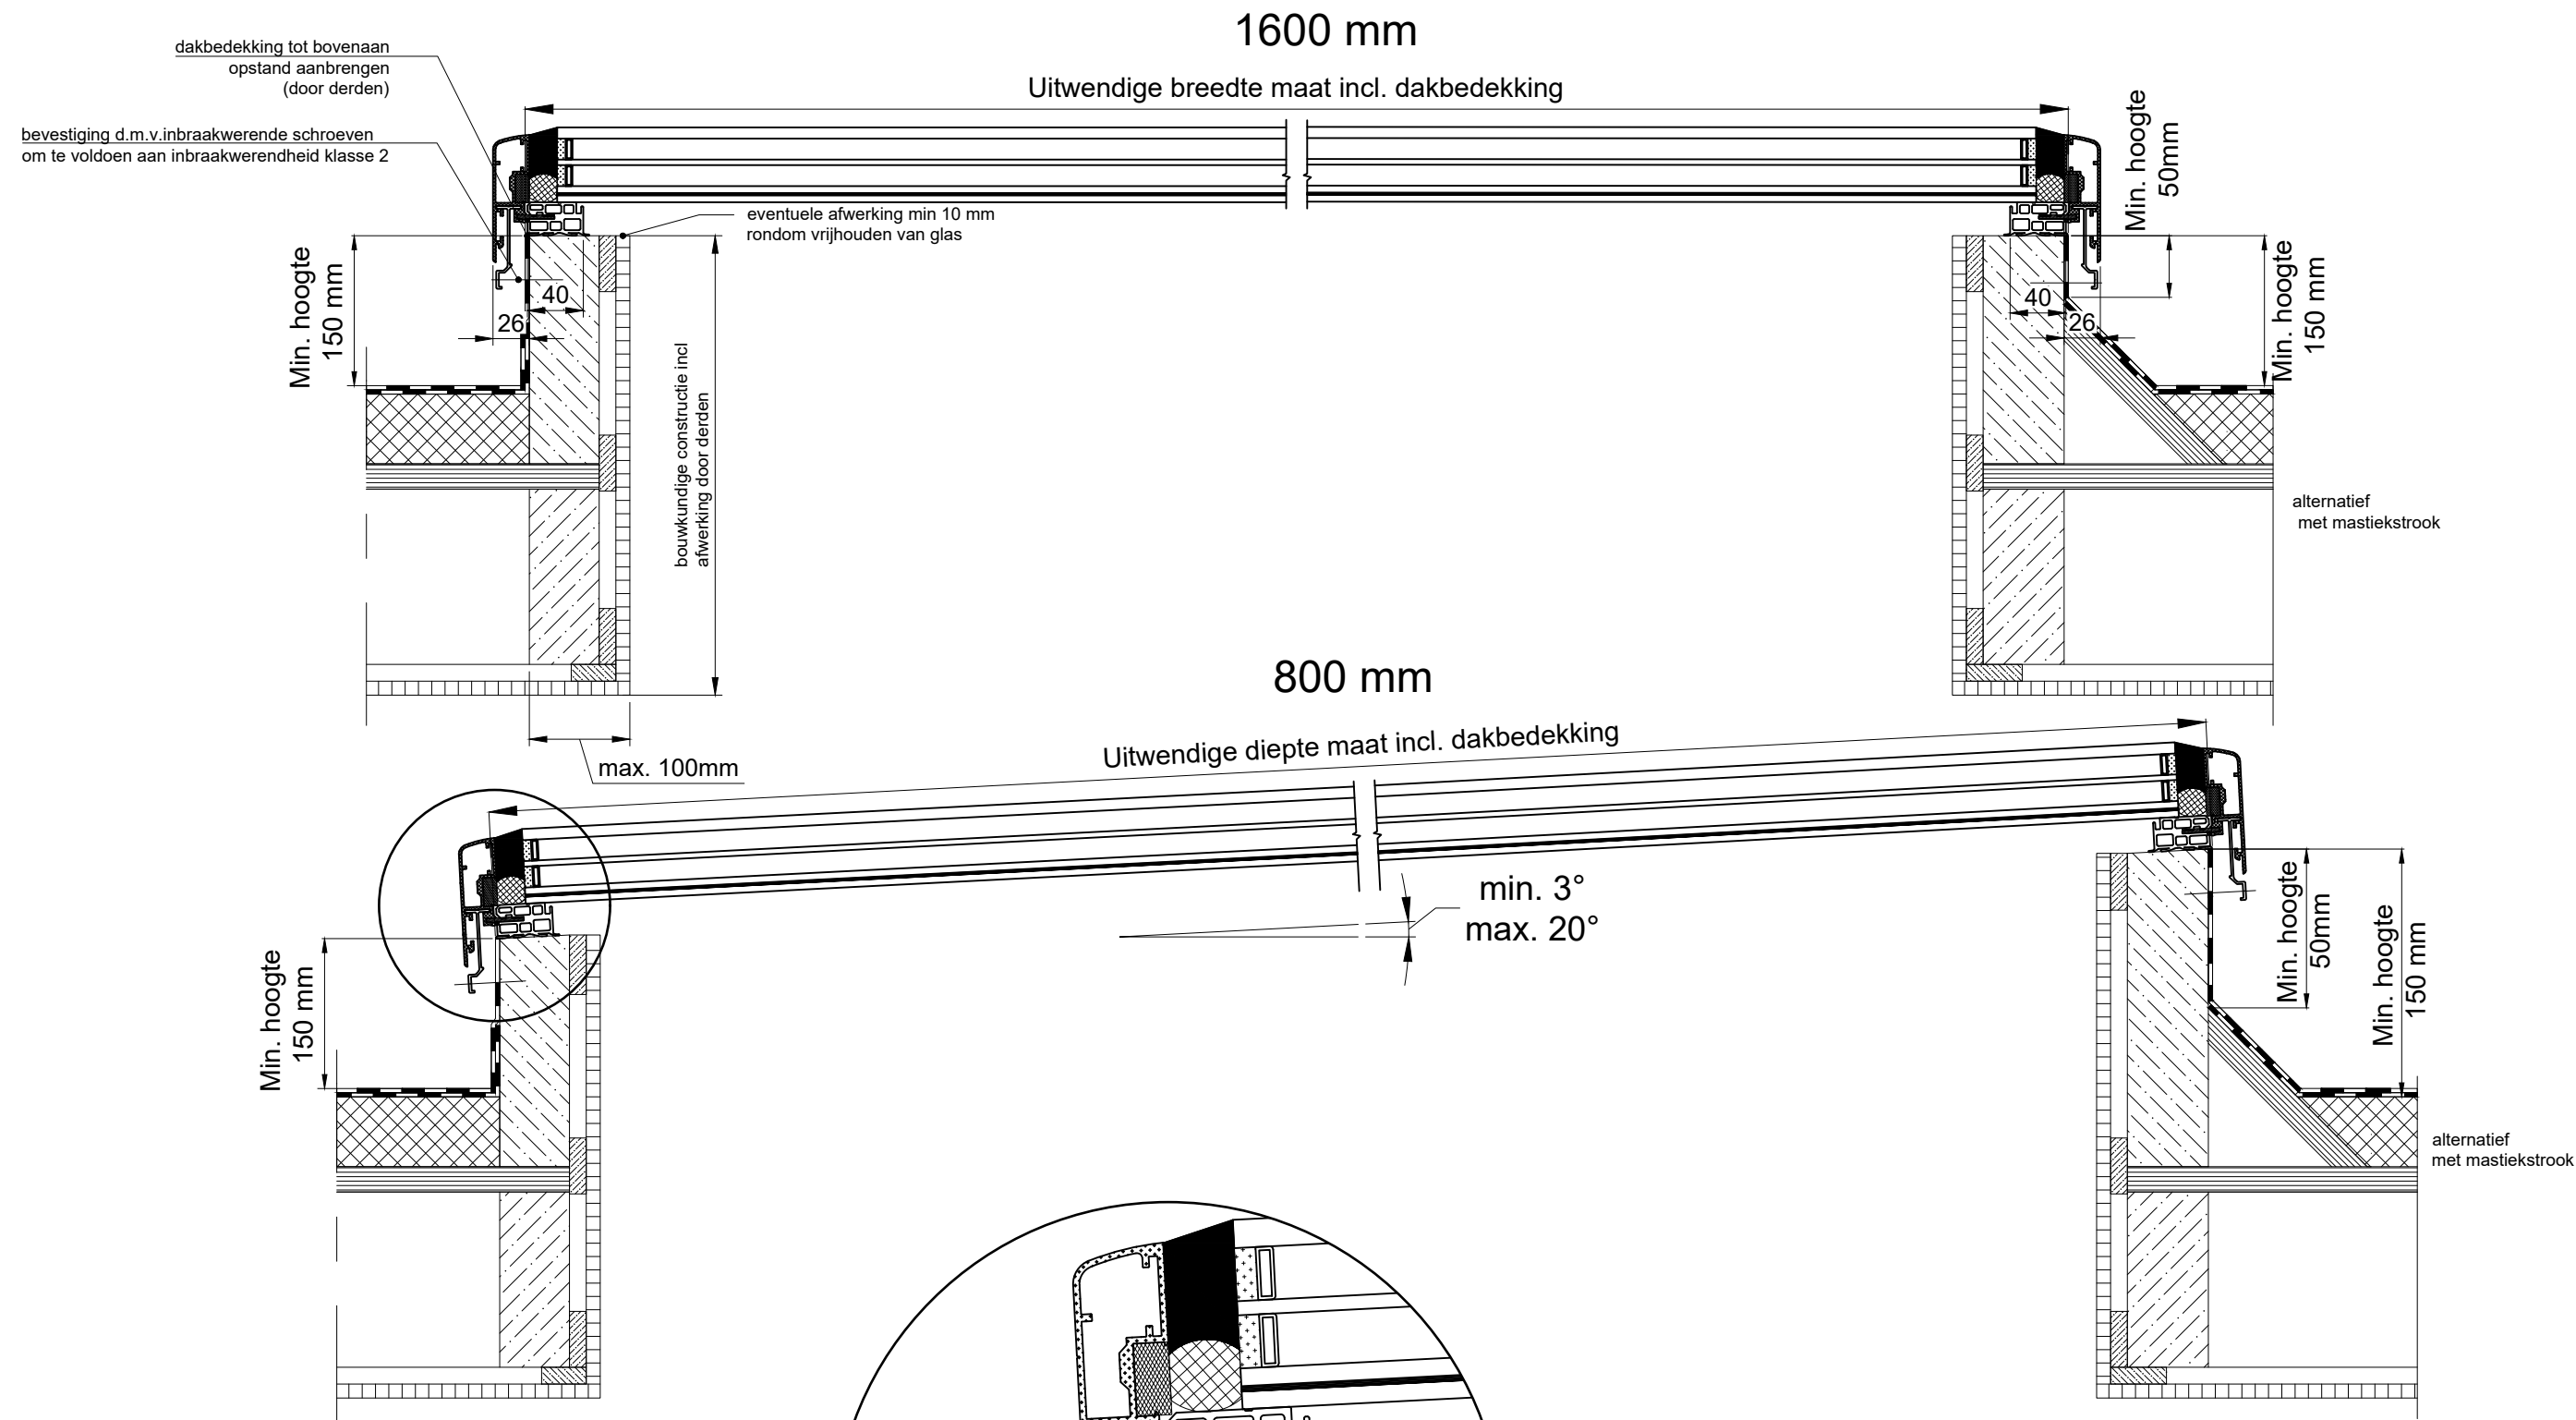 1600 mm
Uitwendige breedte maat incl. dakbedekking
dakbedekking tot bovenaan
opstand aanbrengen
(door derden)
bevestiging d.m.v.inbraakwerende schroeven
om te voldoen aan inbraakwerendheid klasse 2
eventuele afwerking min 10 mm
rondom vrijhouden van glas
Min. hoogte
150 mm
40
26
bouwkundige constructie incl
afwerking door derden
max. 100mm
Min. hoogte
50mm
Min. hoogte
150 mm
40
26
alternatief
met mastiekstrook
800 mm
Uitwendige diepte maat incl. dakbedekking
min. 3°
max. 20°
Min. hoogte
150 mm
Min. hoogte
50mm
Min. hoogte
150 mm
alternatief
met mastiekstrook